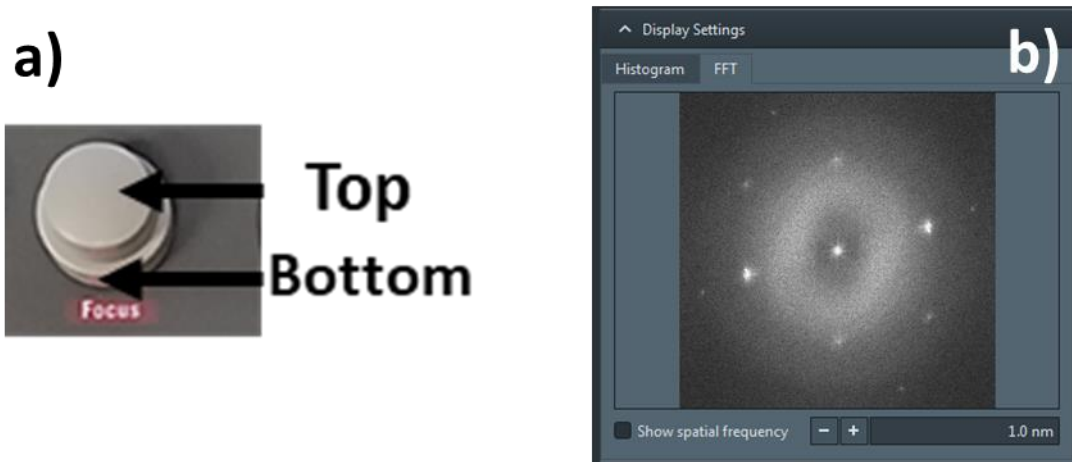 a)
Top
Bottom
Focus
Display Settings
b)
Histogram FFT
Show spatial frequency - + 1.0 nm